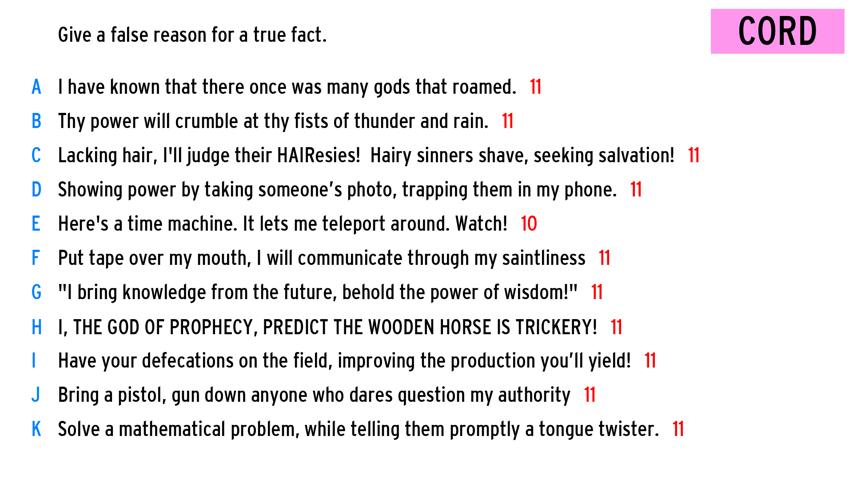 Give a false reason for a true fact.
CORD
A I have known that there once was many gods that roamed. 11
B Thy power will crumble at thy fists of thunder and rain. 11
C Lacking hair, I'll judge their HAIResies! Hairy sinners shave, seeking salvation! 11
D Showing power by taking someone's photo, trapping them in my phone. 11
E Here's a time machine. It lets me teleport around. Watch! 10
F Put tape over my mouth, I will communicate through my saintliness 11
G "I bring knowledge from the future, behold the power of wisdom!" 11
H I, THE GOD OF PROPHECY, PREDICT THE WOODEN HORSE IS TRICKERY! 11
I Have your defecations on the field, improving the production you'll yield! 11
J Bring a pistol, gun down anyone who dares question my authority 11
K Solve a mathematical problem, while telling them promptly a tongue twister. 11